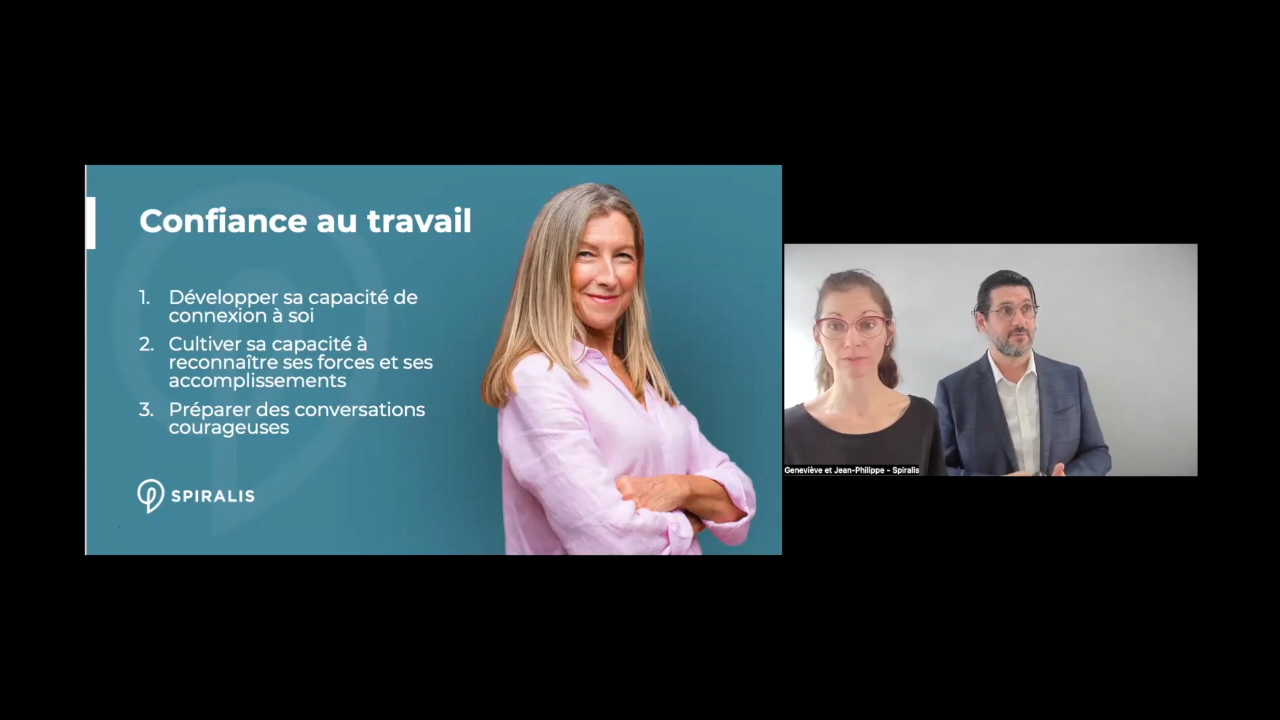 Confiance au travail
1. Développer sa capacité de
connexion à soi
2. Cultiver sa capacité à
reconnaître ses forces et ses
accomplissements
3. Préparer des conversations
courageuses
SPIRALIS
Geneviève et Jean-Philippe - Spiralis